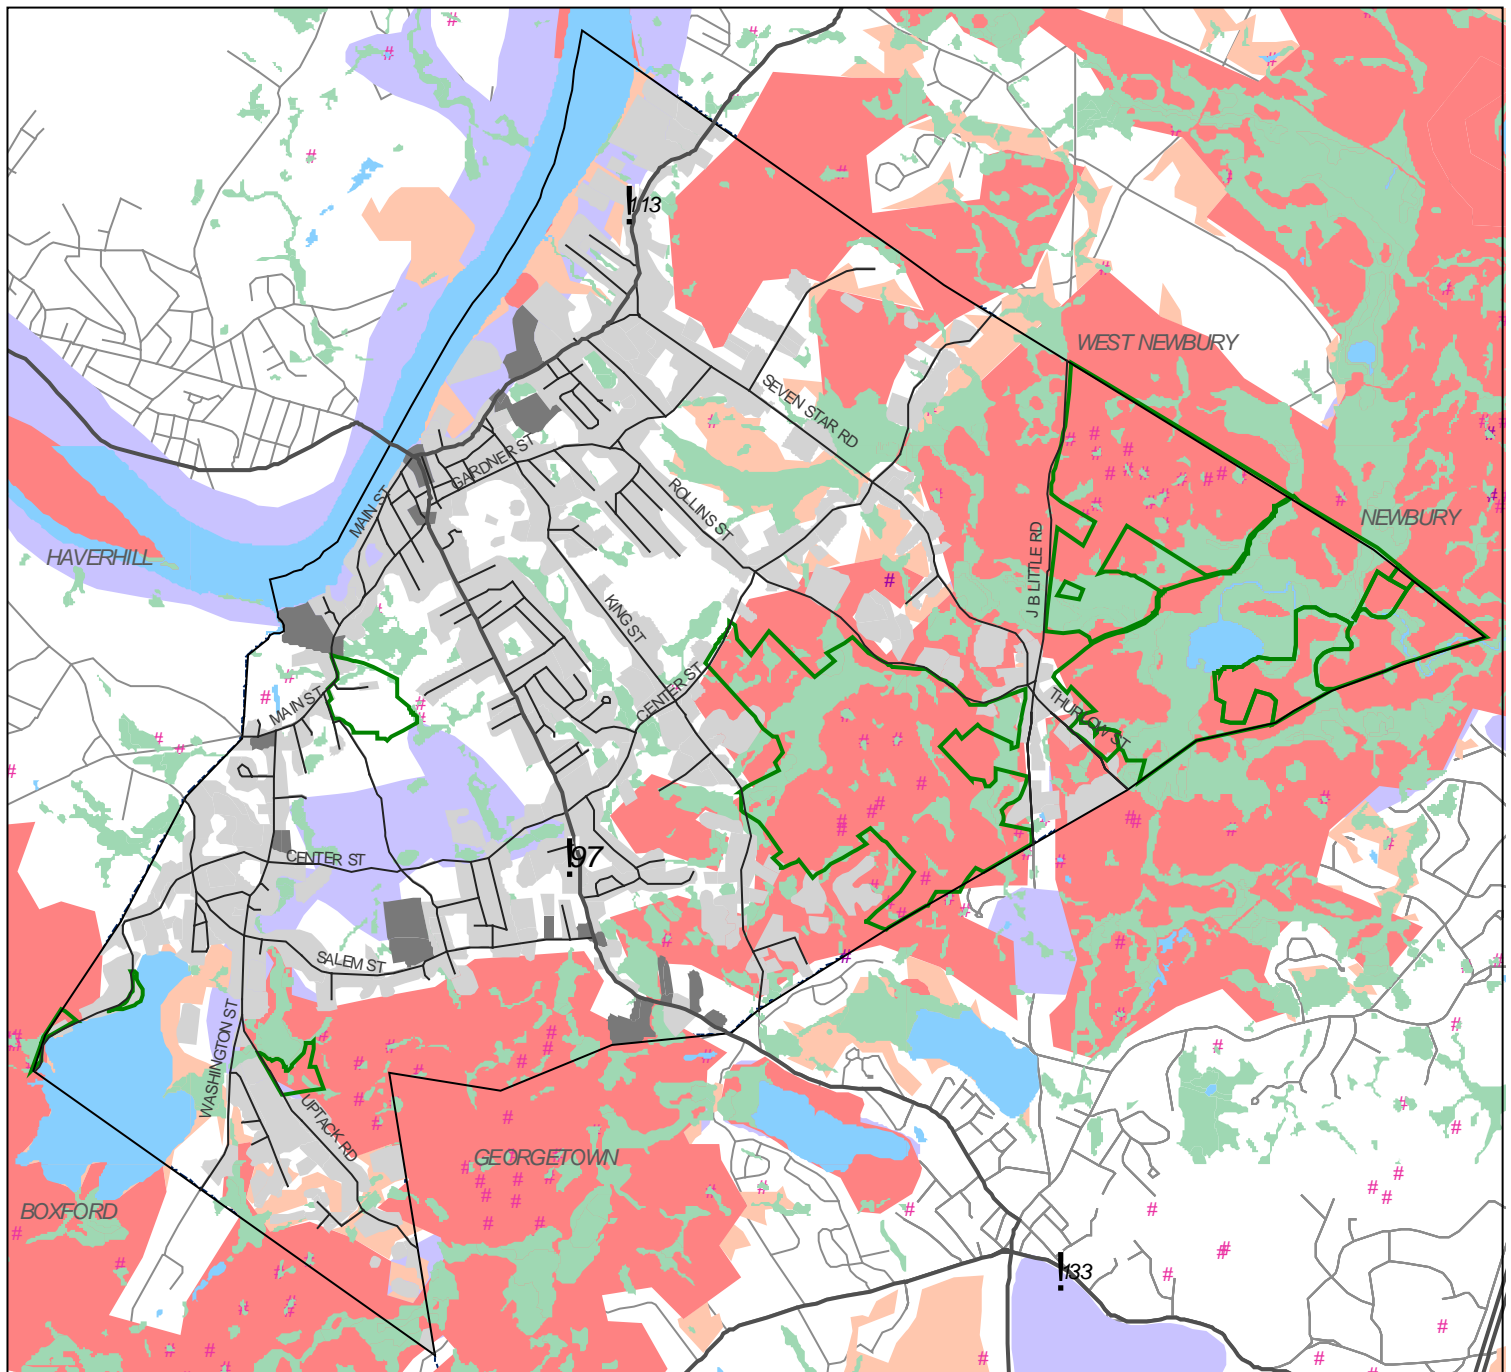 113
WEST NEWBURY
SEVEN STAR RD
GARDNER ST
ROLLINS ST
MAIN ST
NEWBURY
HAVERHILL
J B LITTLE RD
KING ST
CENTER ST
MAIN ST
THURLOW ST
97
CENTER ST
SALEM ST
WASHINGTON ST
UPTACK RD
GEORGETOWN
BOXFORD
133